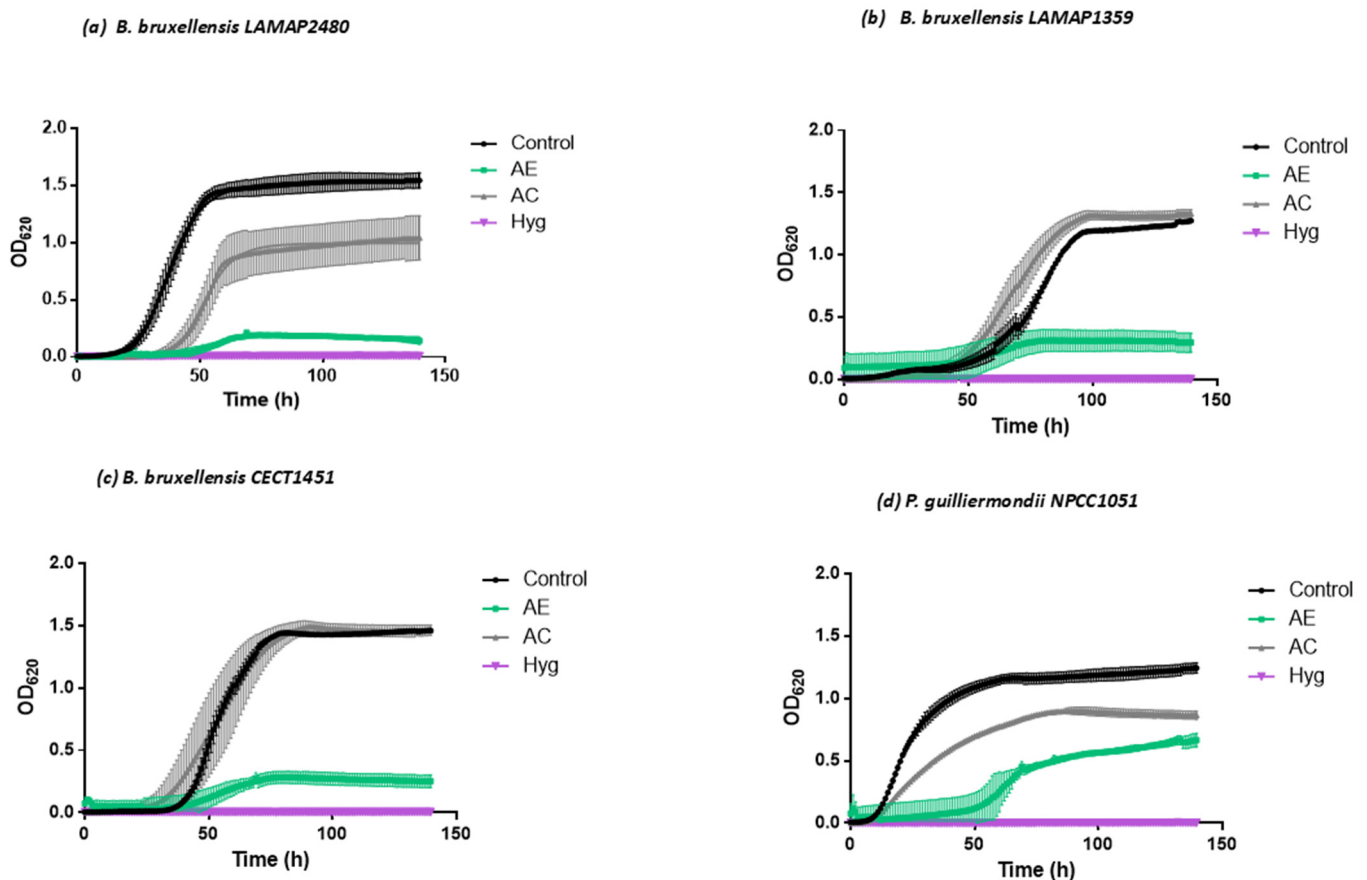 (a) B. bruxellensis LAMAP2480
2.0
1.5
1.0
0.5
0.0
OD620
0 50 100 150
Time (h)
Control
AE
AC
Hyg
(b) B. bruxellensis LAMAP1359
2.0
1.5
1.0
0.5
0.0
OD620
0 50 100 150
Time (h)
Control
AE
AC
Hyg
(c) B. bruxellensis CECT1451
2.0
1.5
1.0
0.5
0.0
OD620
0 50 100 150
Time (h)
Control
AE
AC
Hyg
(d) P. guilliermondii NPCC1051
2.0
1.5
1.0
0.5
0.0
OD620
0 50 100 150
Time (h)
Control
AE
AC
Hyg